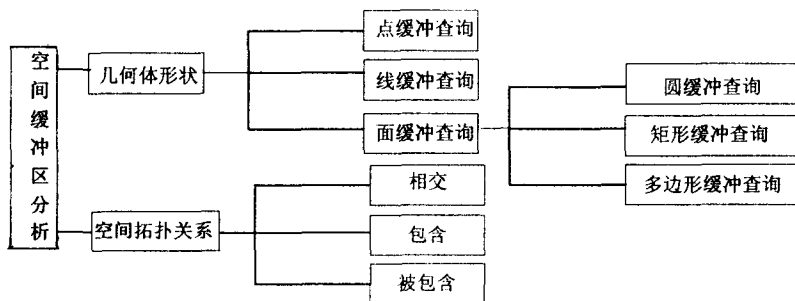 空间缓冲区分析
几何体形状
点缓冲查询
线缓冲查询
面缓冲查询
圆缓冲查询
矩形缓冲查询
多边形缓冲查询
空间拓扑关系
相交
包含
被包含